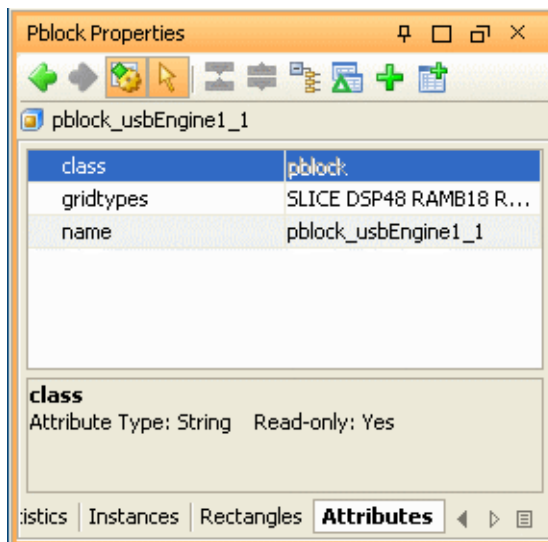 Pblock Properties
pblock_usbEngine1_1
class pblock
gridtypes SLICE DSP48 RAMB18 R...
name pblock_usbEngine1_1
class
Attribute Type: String Read-only: Yes
istics Instances Rectangles Attributes